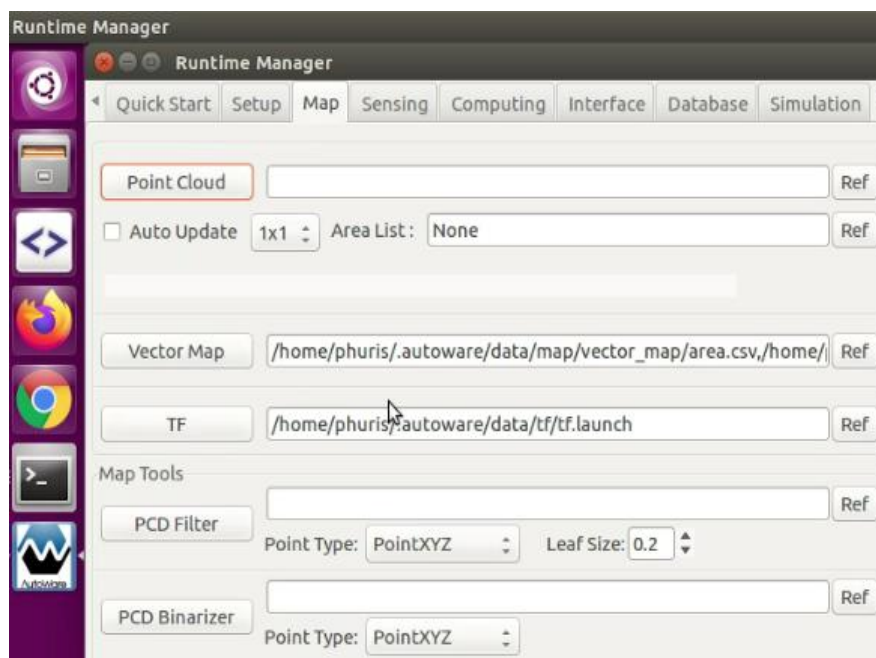 Runtime Manager
Runtime Manager
Quick Start Setup Map Sensing Computing Interface Database Simulation
Point Cloud Ref
Auto Update 1x1 Area List : None Ref
Vector Map /home/phuris/.autoware/data/map/vector_map/area.csv,/home/ Ref
TF /home/phuris/.autoware/data/tf/tf.launch Ref
Map Tools
PCD Filter Ref
Point Type: PointXYZ Leaf Size: 0.2
PCD Binarizer Ref
Point Type: PointXYZ
AutoWare